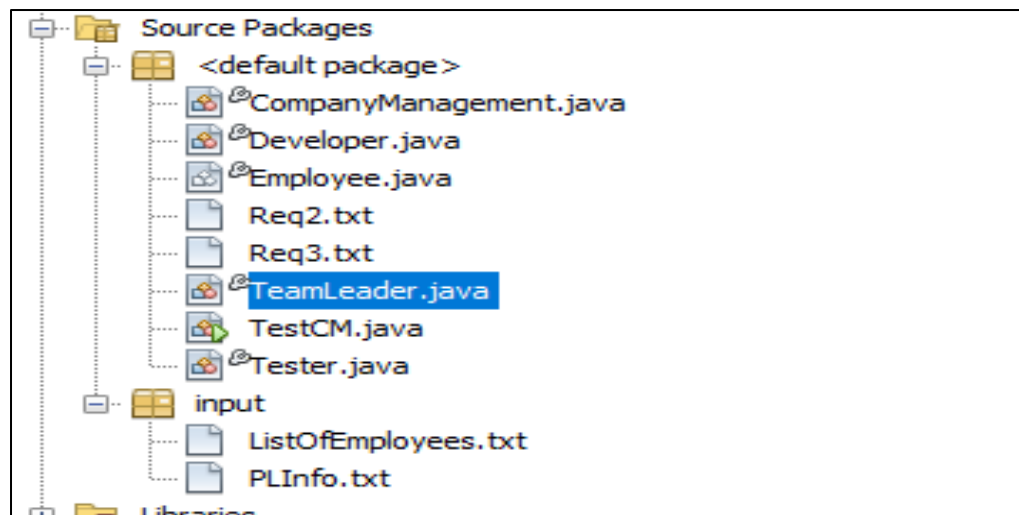 Source Packages
<default package>
CompanyManagement.java
Developer.java
Employee.java
Req2.txt
Req3.txt
TeamLeader.java
TestCM.java
Tester.java
input
ListOfEmployees.txt
PLInfo.txt
Libraries